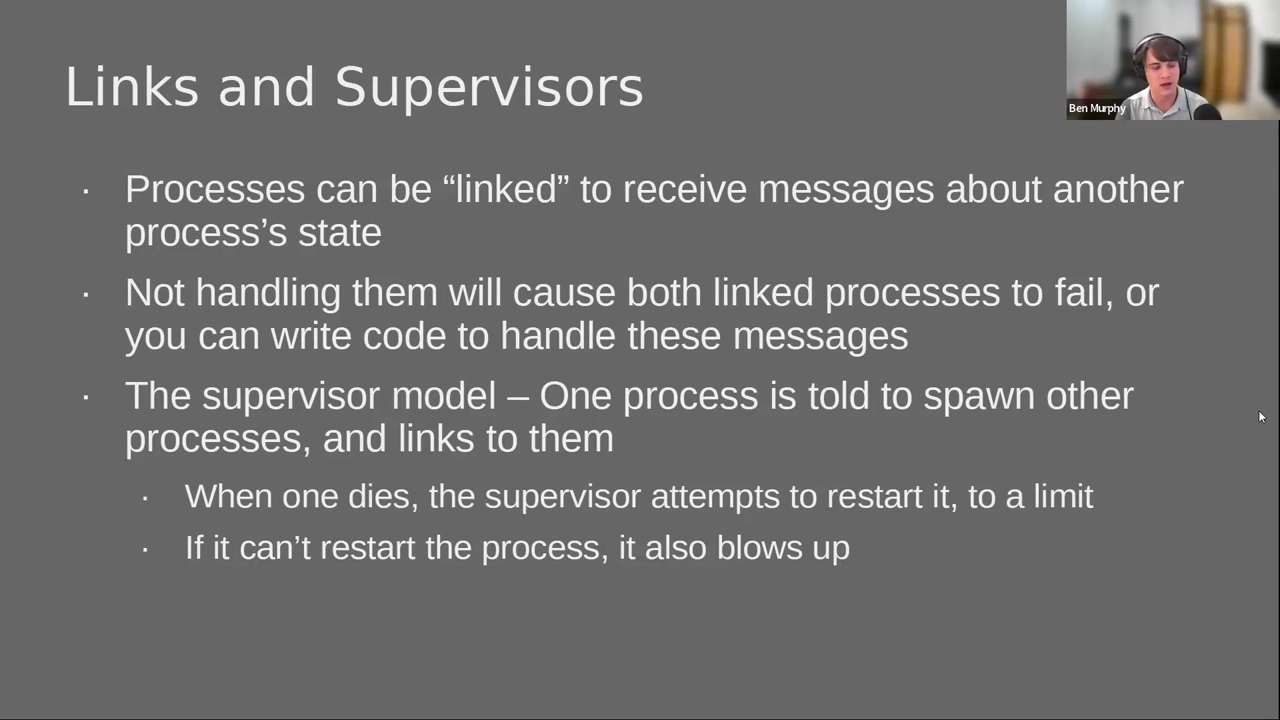 Links and Supervisors
Ben Murphy
· Processes can be “linked” to receive messages about another
process’s state
· Not handling them will cause both linked processes to fail, or
you can write code to handle these messages
· The supervisor model – One process is told to spawn other
processes, and links to them
· When one dies, the supervisor attempts to restart it, to a limit
· If it can’t restart the process, it also blows up